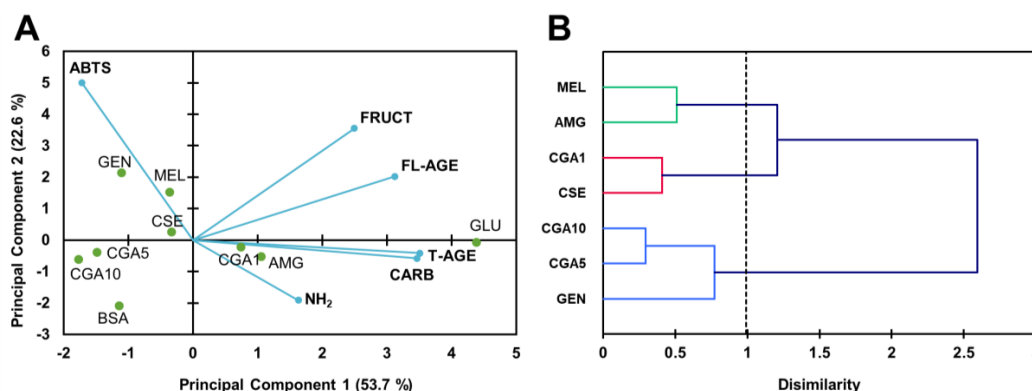 A
Principal Component 2 (22.6 %)
6
5
4
3
2
1
0
-1
-2
-3
ABTS
FRUCT
GEN
MEL
FL-AGE
CSE
GLU
CGA5
CGA10
CGA1
AMG
T-AGE
CARB
NH₂
BSA
-2
-1
0
1
2
3
4
5
Principal Component 1 (53.7 %)
B
MEL
AMG
CGA1
CSE
CGA10
CGA5
GEN
0
0.5
1
1.5
2
2.5
Disimilarity